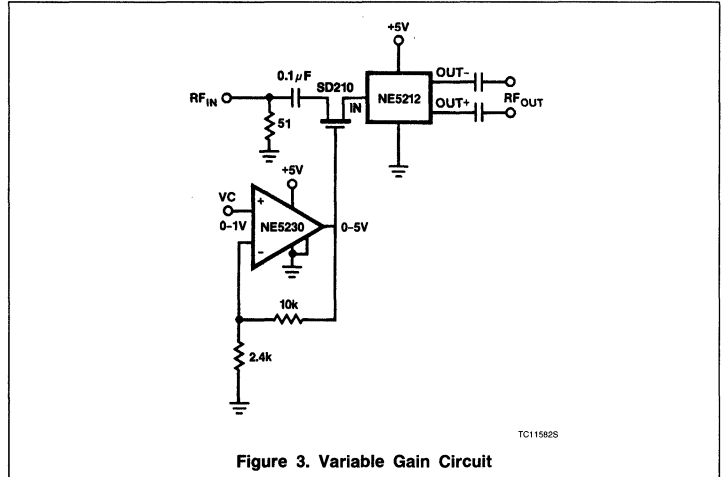 +5V
0.1μF
SD210
OUT−
RF IN
IN
NE5212
RF OUT
OUT+
51
+5V
VC
+
0–1V
NE5230
0–5V
−
10k
2.4k
TC11582S
Figure 3. Variable Gain Circuit